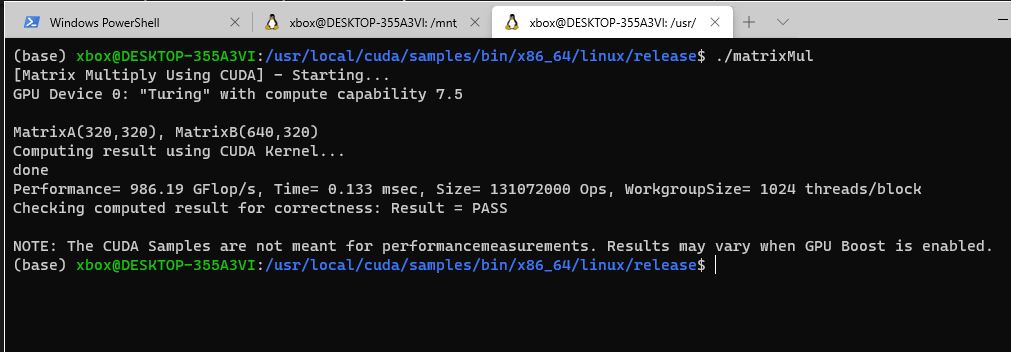 Windows PowerShell
xbox@DESKTOP-355A3VI: /mnt
xbox@DESKTOP-355A3VI: /usr/
(base) xbox@DESKTOP-355A3VI:/usr/local/cuda/samples/bin/x86_64/linux/release$ ./matrixMul
[Matrix Multiply Using CUDA] - Starting...
GPU Device 0: "Turing" with compute capability 7.5
MatrixA(320,320), MatrixB(640,320)
Computing result using CUDA Kernel...
done
Performance= 986.19 GFlop/s, Time= 0.133 msec, Size= 131072000 Ops, WorkgroupSize= 1024 threads/block
Checking computed result for correctness: Result = PASS
NOTE: The CUDA Samples are not meant for performancemeasurements. Results may vary when GPU Boost is enabled.
(base) xbox@DESKTOP-355A3VI:/usr/local/cuda/samples/bin/x86_64/linux/release$